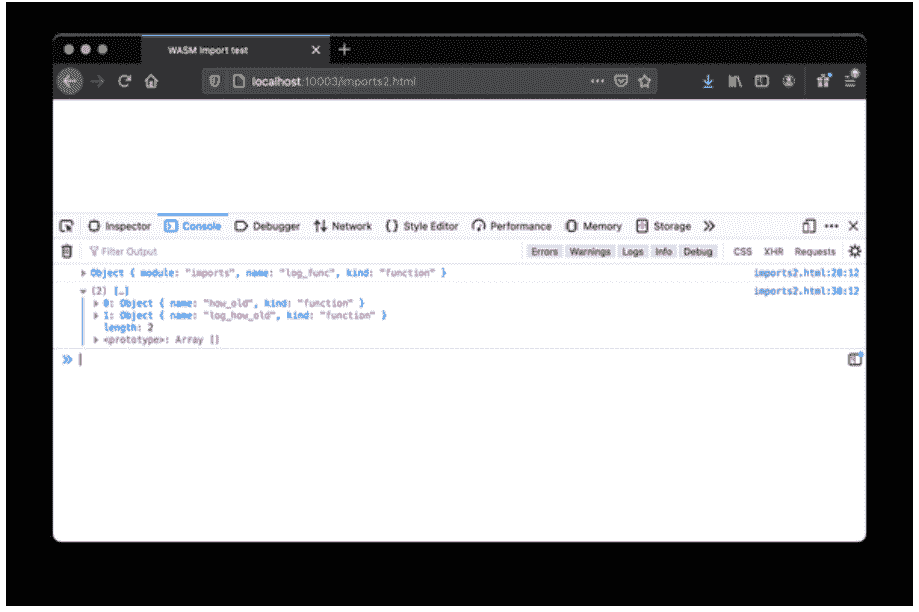 WASM Import test
localhost:10003/imports2.html
Inspector Console Debugger Network Style Editor Performance Memory Storage
Filter Output Errors Warnings Logs Info Debug CSS XHR Requests
Object { module: "imports", name: "log_func", kind: "function" } imports2.html:20:12
(2) […] imports2.html:30:12
0: Object { name: "how_old", kind: "function" }
1: Object { name: "log_how_old", kind: "function" }
length: 2
<prototype>: Array []